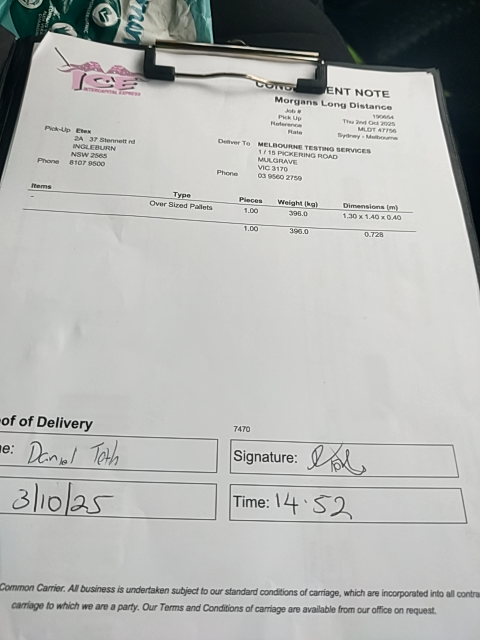 ICE
INTERCAPITAL EXPRESS
ENT NOTE
Morgans Long Distance
Job # 190664
Pick Up Thu 2nd Oct 2025
Reference MLDT 47756
Rate Sydney - Melbourne
Pick-Up Etex
2A 37 Stennett rd
INGLEBURN
NSW 2565
Phone 8107 9500
Deliver To MELBOURNE TESTING SERVICES
1 / 15 PICKERING ROAD
MULGRAVE
VIC 3170
Phone 03 9560 2759
Items Type Pieces Weight (kg) Dimensions (m)
- Over Sized Pallets 1.00 396.0 1.30 x 1.40 x 0.40
1.00 396.0 0.728
of of Delivery
7470
e: Daniel Toth
Signature:
3/10/25
Time: 14.52
Common Carrier. All business is undertaken subject to our standard conditions of carriage, which are incorporated into all contra
carriage to which we are a party. Our Terms and Conditions of carriage are available from our office on request.